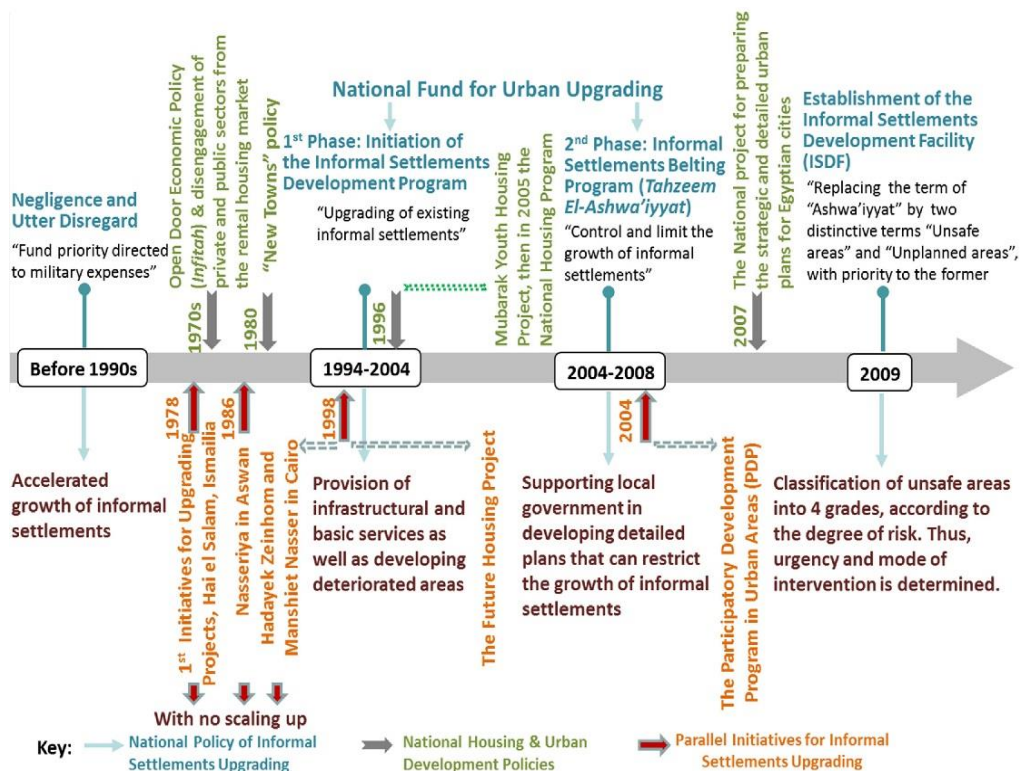 National Fund for Urban Upgrading
Negligence and
Utter Disregard
“Fund priority directed
to military expenses”
Open Door Economic Policy
(Infitah) & disengagement of
private and public sectors from
the rental housing market
1970s
“New Towns” policy
1980
1st Phase: Initiation of
the Informal Settlements
Development Program
“Upgrading of existing
informal settlements”
1996
Mubarak Youth Housing
Project, then in 2005 the
National Housing Program
2nd Phase: Informal
Settlements Belting
Program (Tahzeem
El-Ashwa’iyyat)
“Control and limit the
growth of informal
settlements”
2007
The National project for preparing
the strategic and detailed urban
plans for Egyptian cities
Establishment of the
Informal Settlements
Development Facility
(ISDF)
“Replacing the term of
“Ashwa’iyyat” by two
distinctive terms “Unsafe
areas” and “Unplanned areas”,
with priority to the former
Before 1990s
1994-2004
2004-2008
2009
Accelerated
growth of informal
settlements
1978
1st Initiatives for Upgrading
Projects, Hai el Salam, Ismailia
1986
Nasseriya in Aswan
Hadayek Zeinhom and
Manshiet Nasser in Cairo
1998
With no scaling up
Provision of
infrastructural and
basic services as
well as developing
deteriorated areas
The Future Housing Project
Supporting local
government in
developing detailed
plans that can restrict
the growth of informal
settlements
2004
The Participatory Development
Program in Urban Areas (PDP)
Classification of unsafe areas
into 4 grades, according to
the degree of risk. Thus,
urgency and mode of
intervention is determined.
Key:
National Policy of Informal
Settlements Upgrading
National Housing & Urban
Development Policies
Parallel Initiatives for Informal
Settlements Upgrading